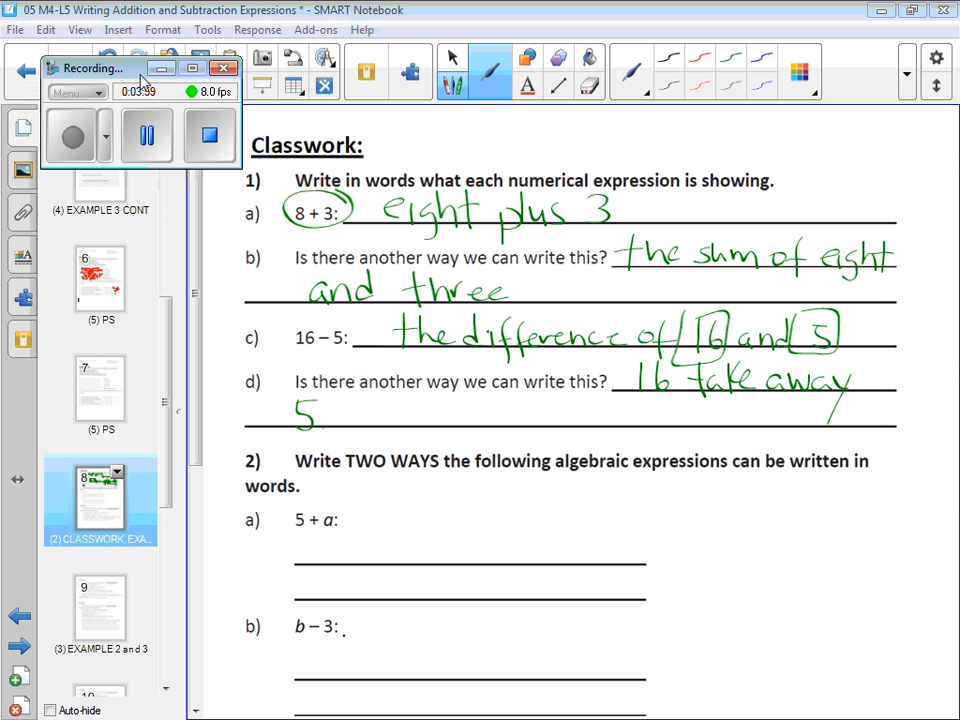 05 M4-L5 Writing Addition and Subtraction Expressions * - SMART Notebook
File Edit View Insert Format Tools Response Add-ons Help
Recording...
Menu 0:03:59 8.0 fps
(4) EXAMPLE 3 CONT
6
(5) PS
7
(5) PS
8
(2) CLASSWORK, EXA...
9
(3) EXAMPLE 2 and 3
10
Auto-hide
Classwork:
1) Write in words what each numerical expression is showing.
a) 8 + 3: eight plus 3
b) Is there another way we can write this? the sum of eight
and three
c) 16 – 5: the difference of 16 and 5
d) Is there another way we can write this? 16 take away
5
2) Write TWO WAYS the following algebraic expressions can be written in
words.
a) 5 + a:
b) b – 3: